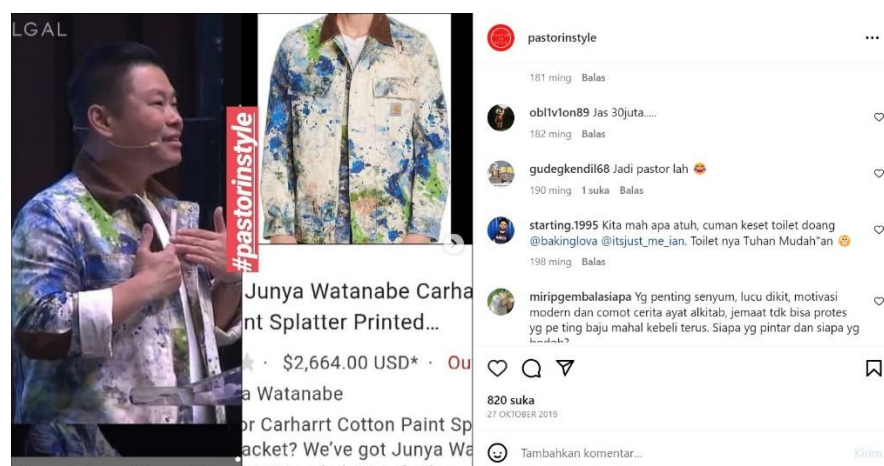 LGAL
#pastorinstyle
Junya Watanabe Carha
nt Splatter Printed...
· $2,664.00 USD* · Ou
a Watanabe
or Carharrt Cotton Paint Sp
acket? We've got Junya Wa
pastorinstyle
181 ming Balas
obl1v1on89 Jas 30juta.....
182 ming Balas
gudegkendil68 Jadi pastor lah 😂
190 ming 1 suka Balas
starting.1995 Kita mah apa atuh, cuman keset toilet doang
@bakinglova @itsjust_me_ian. Toilet nya Tuhan Mudah"an 😬
198 ming Balas
miripgembalasiapa Yg penting senyum, lucu dikit, motivasi
modern dan comot cerita ayat alkitab, jemaat tdk bisa protes
yg pe ting baju mahal kebeli terus. Siapa yg pintar dan siapa yg
bodoh?
820 suka
27 OKTOBER 2019
Tambahkan komentar...
Kirim